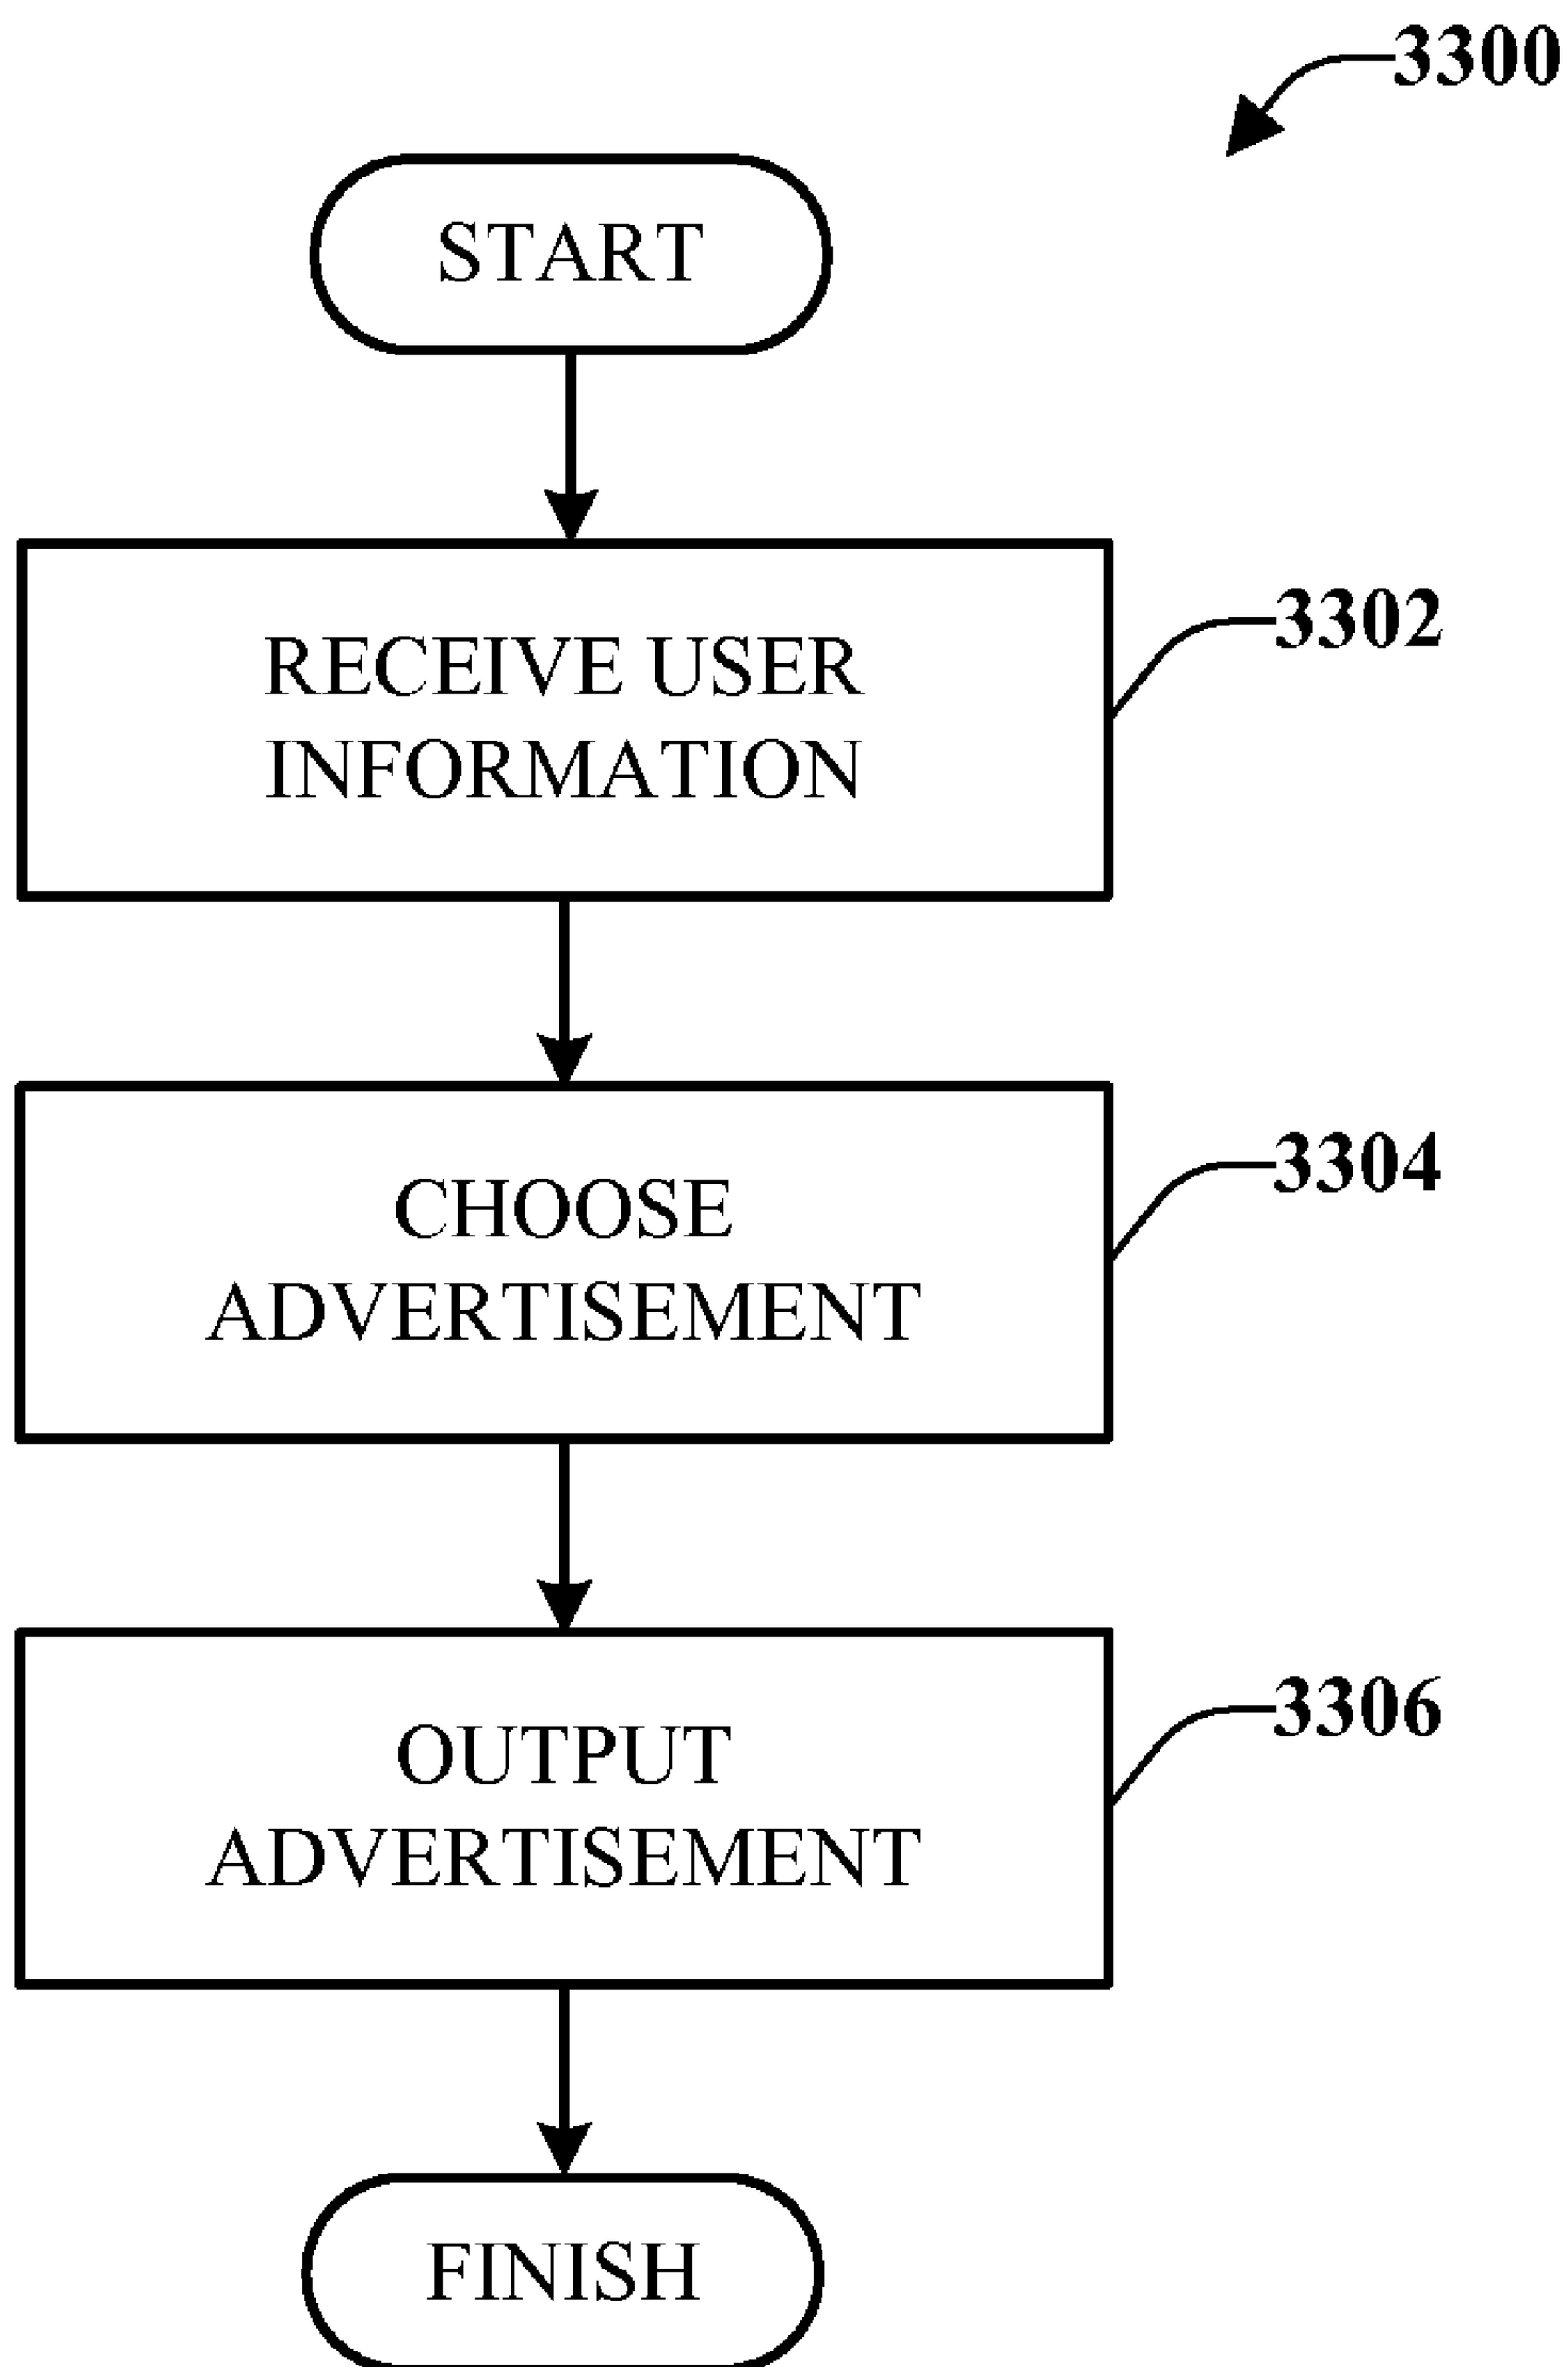 3300
START
RECEIVE USER
INFORMATION
3302
CHOOSE
ADVERTISEMENT
3304
OUTPUT
ADVERTISEMENT
3306
FINISH